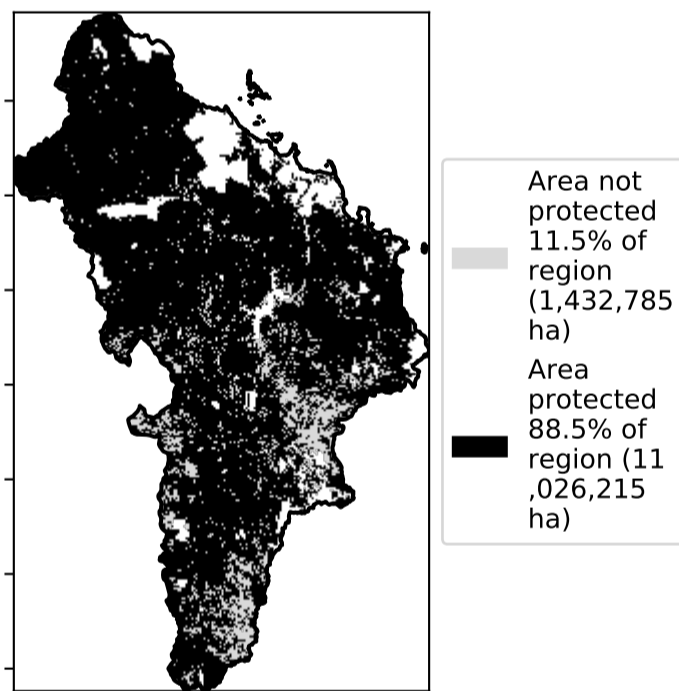 Area not
protected
11.5% of
region
(1,432,785
ha)
Area
protected
88.5% of
region (11
,026,215
ha)